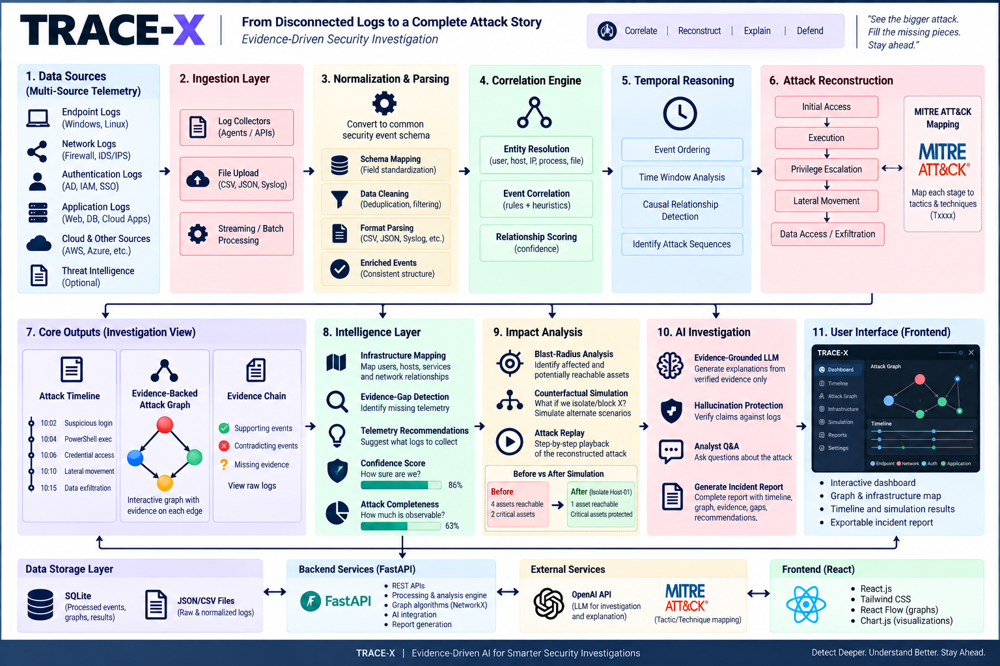 TRACE-X
From Disconnected Logs to a Complete Attack Story
Evidence-Driven Security Investigation
Correlate | Reconstruct | Explain | Defend
"See the bigger attack.
Fill the missing pieces.
Stay ahead."
1. Data Sources
(Multi-Source Telemetry)
Endpoint Logs
(Windows, Linux)
Network Logs
(Firewall, IDS/IPS)
Authentication Logs
(AD, IAM, SSO)
Application Logs
(Web, DB, Cloud Apps)
Cloud & Other Sources
(AWS, Azure, etc.)
Threat Intelligence
(Optional)
2. Ingestion Layer
Log Collectors
(Agents / APIs)
File Upload
(CSV, JSON, Syslog)
Streaming / Batch
Processing
3. Normalization & Parsing
Convert to common
security event schema
Schema Mapping
(Field standardization)
Data Cleaning
(Deduplication, filtering)
Format Parsing
(CSV, JSON, Syslog, etc.)
Enriched Events
(Consistent structure)
4. Correlation Engine
Entity Resolution
(user, host, IP, process, file)
Event Correlation
(rules + heuristics)
Relationship Scoring
(confidence)
5. Temporal Reasoning
Event Ordering
Time Window Analysis
Causal Relationship
Detection
Identify Attack Sequences
6. Attack Reconstruction
Initial Access
Execution
Privilege Escalation
Lateral Movement
Data Access / Exfiltration
MITRE ATT&CK
Mapping
MITRE
ATT&CK®
Map each stage to
tactics & techniques
(Txxxx)
7. Core Outputs (Investigation View)
Attack Timeline
10:02 Suspicious login
10:04 PowerShell exec
10:06 Credential access
10:10 Lateral movement
10:15 Data exfiltration
Evidence-Backed
Attack Graph
Interactive graph with
evidence on each edge
Evidence Chain
Supporting events
Contradicting events
? Missing evidence
View raw logs
8. Intelligence Layer
Infrastructure Mapping
Map users, hosts, services
and network relationships
Evidence-Gap Detection
Identify missing telemetry
Telemetry Recommendations
Suggest what logs to collect
Confidence Score
How sure are we?
86%
Attack Completeness
How much is observable?
63%
9. Impact Analysis
Blast-Radius Analysis
Identify affected and
potentially reachable assets
Counterfactual Simulation
What if we isolate/block X?
Simulate alternate scenarios
Attack Replay
Step-by-step playback
of the reconstructed attack
Before vs After Simulation
Before
4 assets reachable
2 critical assets
After (Isolate Host-01)
1 asset reachable
Critical assets protected
10. AI Investigation
Evidence-Grounded LLM
Generate explanations from
verified evidence only
Hallucination Protection
Verify claims against logs
Analyst Q&A
Ask questions about the attack
Generate Incident Report
Complete report with timeline,
graph, evidence, gaps,
recommendations.
11. User Interface (Frontend)
TRACE-X
Dashboard
Timeline
Attack Graph
Infrastructure
Simulation
Reports
Settings
Attack Graph
Timeline
Endpoint Network Auth Application
• Interactive dashboard
• Graph & infrastructure map
• Timeline and simulation results
• Exportable incident report
Data Storage Layer
SQLite
(Processed events,
graphs, results)
JSON/CSV Files
(Raw & normalized logs)
Backend Services (FastAPI)
FastAPI
• REST APIs
• Processing & analysis engine
• Graph algorithms (NetworkX)
• AI integration
• Report generation
External Services
OpenAI API
(LLM for investigation
and explanation)
MITRE
ATT&CK®
(Tactic/Technique mapping)
Frontend (React)
• React.js
• Tailwind CSS
• React Flow (graphs)
• Chart.js (visualizations)
TRACE-X | Evidence-Driven AI for Smarter Security Investigations
Detect Deeper. Understand Better. Stay Ahead.